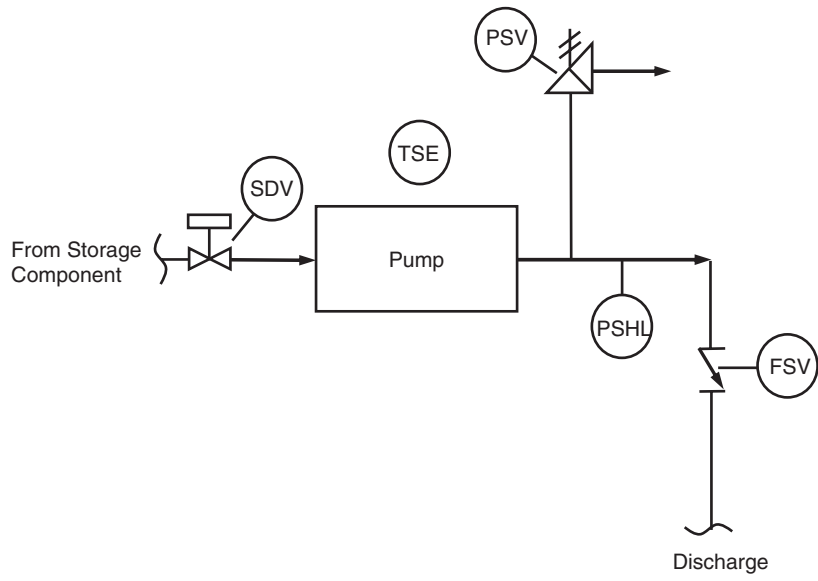 PSV
TSE
SDV
From Storage
Component
Pump
PSHL
FSV
Discharge